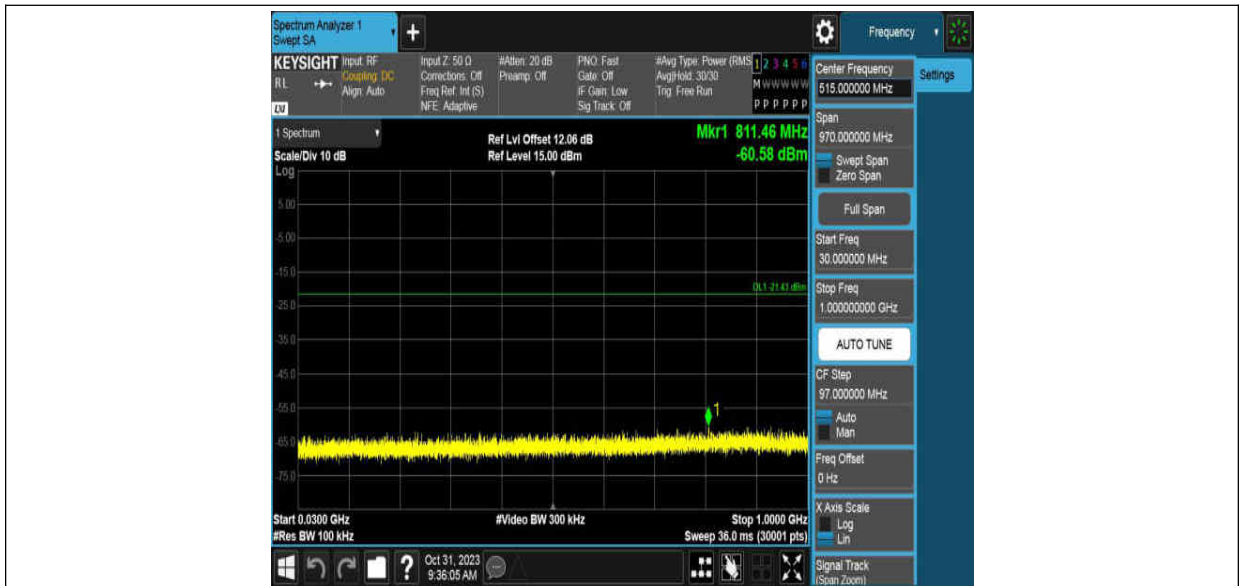 Spectrum Analyzer 1
Swept SA
+
Frequency
KEYSIGHT
RL
LXI
Input: RF
Coupling: DC
Align: Auto
Input Z: 50 Ω
Corrections: Off
Freq Ref: Int (S)
NFE: Adaptive
#Atten: 20 dB
Preamp: Off
PNO: Fast
Gate: Off
IF Gain: Low
Sig Track: Off
#Avg Type: Power (RMS
Avg|Hold: 30/30
Trig: Free Run
1 2 3 4 5 6
M W W W W W
P P P P P P
1 Spectrum
Scale/Div 10 dB
Log
Ref Lvl Offset 12.06 dB
Ref Level 15.00 dBm
Mkr1 811.46 MHz
-60.58 dBm
5.00
-5.00
-15.0
DL1 -21.43 dBm
-25.0
-35.0
-45.0
-55.0
1
-65.0
-75.0
Start 0.0300 GHz
#Res BW 100 kHz
#Video BW 300 kHz
Stop 1.0000 GHz
Sweep 36.0 ms (30001 pts)
?
Oct 31, 2023
9:36:05 AM
Center Frequency
515.000000 MHz
Settings
Span
970.000000 MHz
Swept Span
Zero Span
Full Span
Start Freq
30.000000 MHz
Stop Freq
1.000000000 GHz
AUTO TUNE
CF Step
97.000000 MHz
Auto
Man
Freq Offset
0 Hz
X Axis Scale
Log
Lin
Signal Track
(Span Zoom)